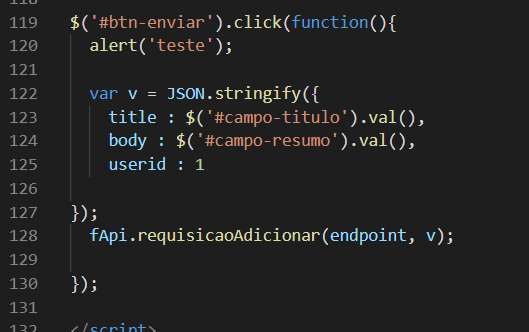 119 $('#btn-enviar').click(function(){
120 alert('teste');
121
122 var v = JSON.stringify({
123 title : $('#campo-titulo').val(),
124 body : $('#campo-resumo').val(),
125 userid : 1
126
127 });
128 fApi.requisicaoAdicionar(endpoint, v);
129
130 });
131
132 </script>